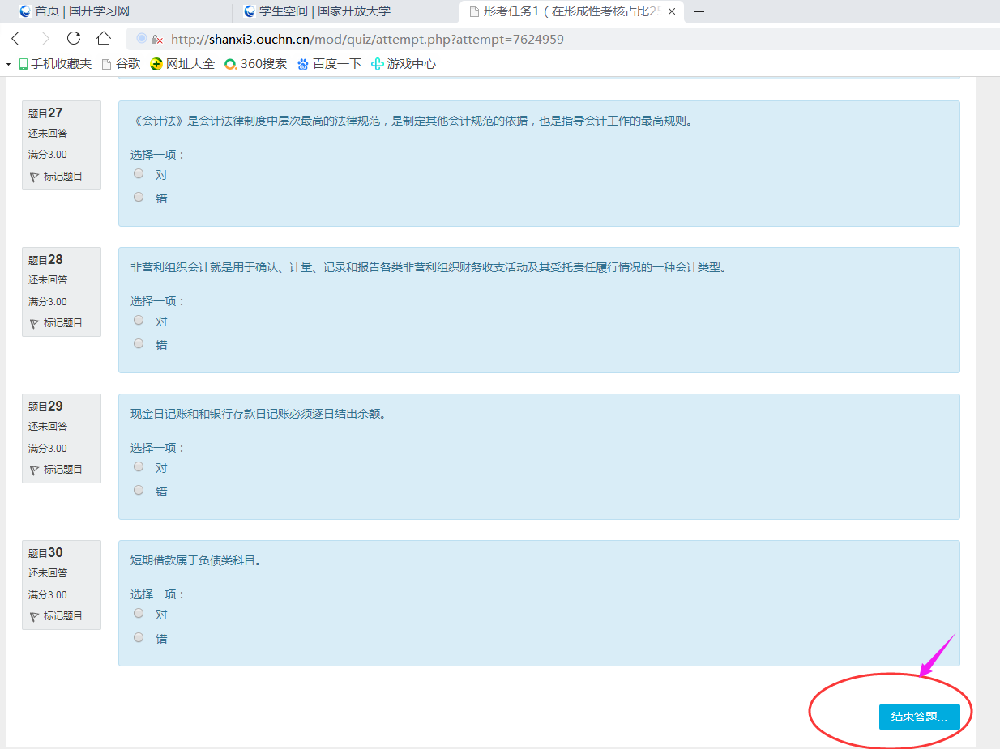 首页 | 国开学习网
学生空间 | 国家开放大学
形考任务1（在形成性考核占比25
http://shanxi3.ouchn.cn/mod/quiz/attempt.php?attempt=7624959
手机收藏夹 谷歌 网址大全 360搜索 百度一下 游戏中心
题目27
还未回答
满分3.00
标记题目
《会计法》是会计法律制度中层次最高的法律规范，是制定其他会计规范的依据，也是指导会计工作的最高规则。
选择一项：
对
错
题目28
还未回答
满分3.00
标记题目
非营利组织会计就是用于确认、计量、记录和报告各类非营利组织财务收支活动及其受托责任履行情况的一种会计类型。
选择一项：
对
错
题目29
还未回答
满分3.00
标记题目
现金日记账和和银行存款日记账必须逐日结出余额。
选择一项：
对
错
题目30
还未回答
满分3.00
标记题目
短期借款属于负债类科目。
选择一项：
对
错
结束答题...